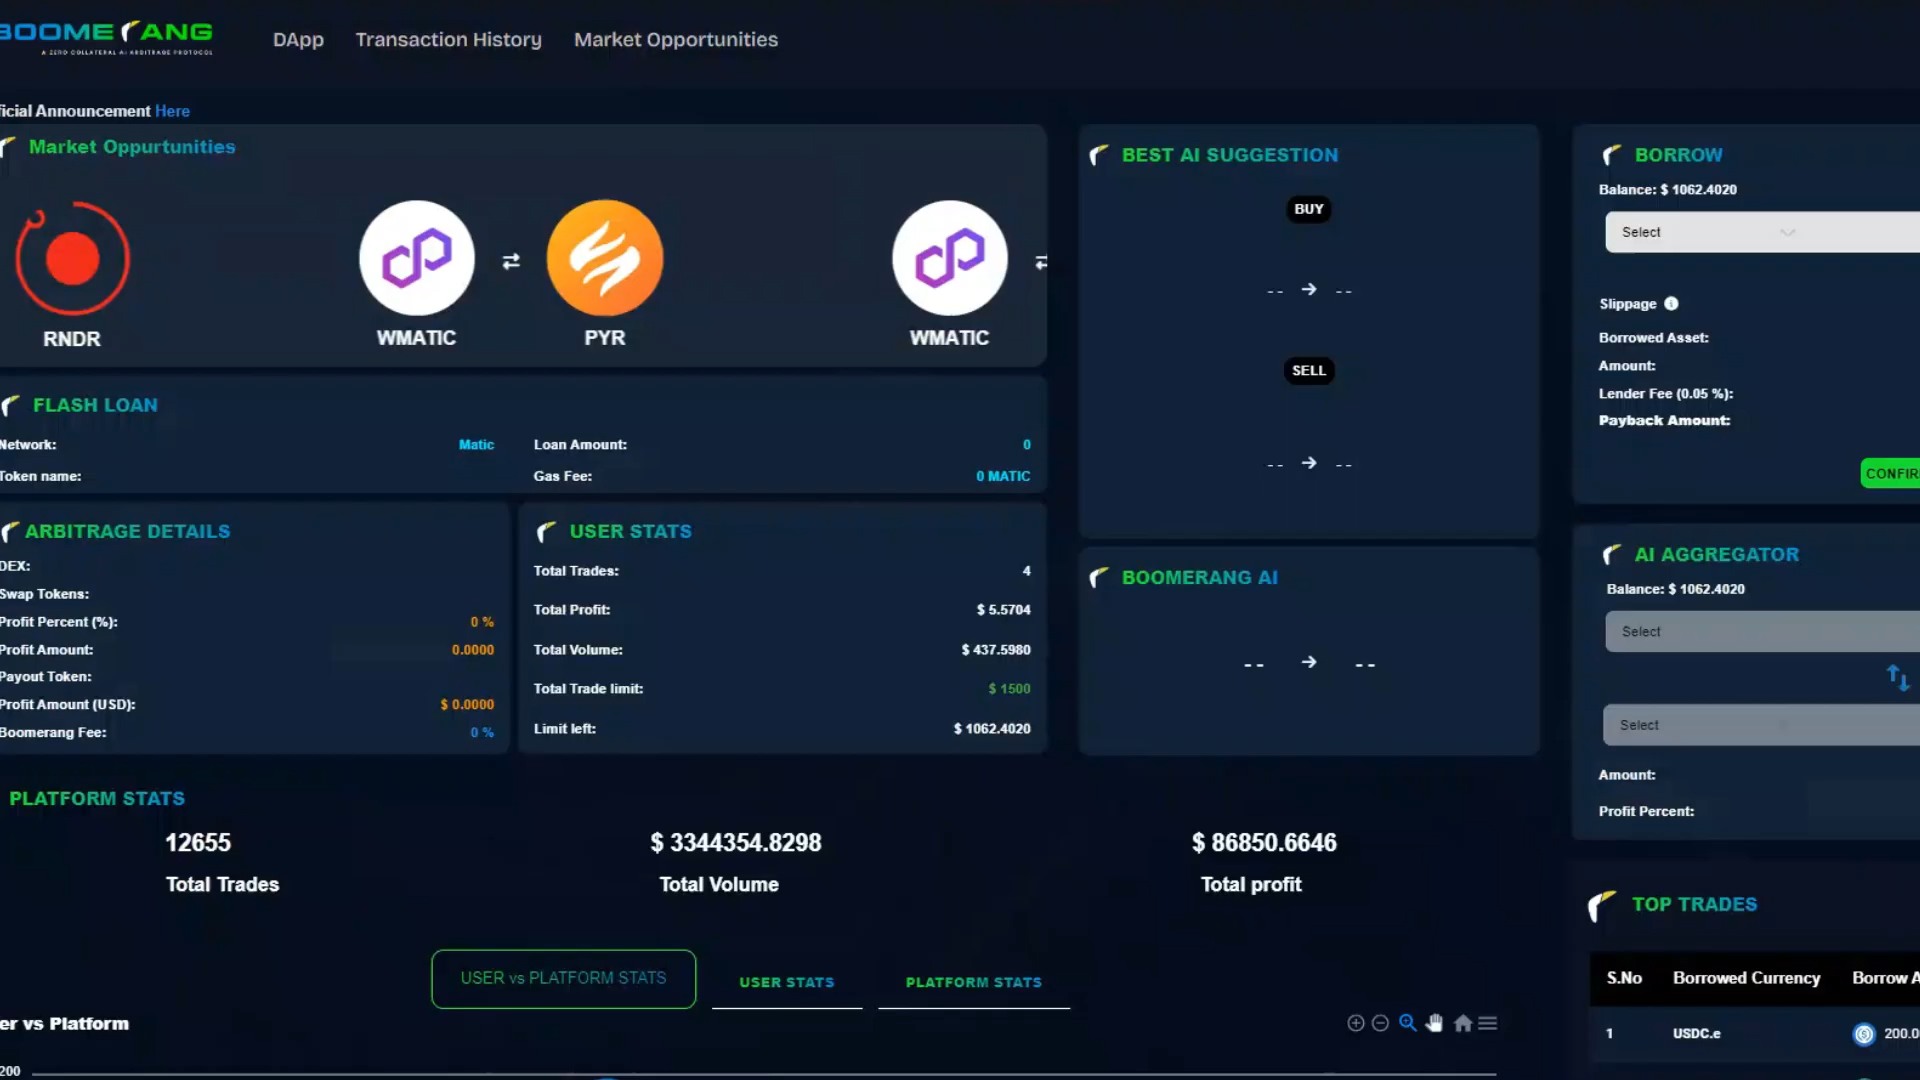 BOOMERANG
A ZERO COLLATERAL AI ARBITRAGE PROTOCOL
DApp
Transaction History
Market Opportunities
ficial Announcement Here
Market Oppurtunities
RNDR
WMATIC
PYR
WMATIC
FLASH LOAN
Network:
Matic
Loan Amount:
0
Token name:
Gas Fee:
0 MATIC
ARBITRAGE DETAILS
DEX:
Swap Tokens:
Profit Percent (%):
0 %
Profit Amount:
0.0000
Payout Token:
Profit Amount (USD):
$ 0.0000
Boomerang Fee:
0 %
USER STATS
Total Trades:
4
Total Profit:
$ 5.5704
Total Volume:
$ 437.5980
Total Trade limit:
$ 1500
Limit left:
$ 1062.4020
BEST AI SUGGESTION
BUY
-- → --
SELL
-- → --
BOOMERANG AI
-- → --
BORROW
Balance: $ 1062.4020
Select
Slippage
Borrowed Asset:
Amount:
Lender Fee (0.05 %):
Payback Amount:
CONFIR
AI AGGREGATOR
Balance: $ 1062.4020
Select
Select
Amount:
Profit Percent:
PLATFORM STATS
12655
Total Trades
$ 3344354.8298
Total Volume
$ 86850.6646
Total profit
USER vs PLATFORM STATS
USER STATS
PLATFORM STATS
er vs Platform
200
TOP TRADES
S.No
Borrowed Currency
Borrow A
1
USDC.e
200.0